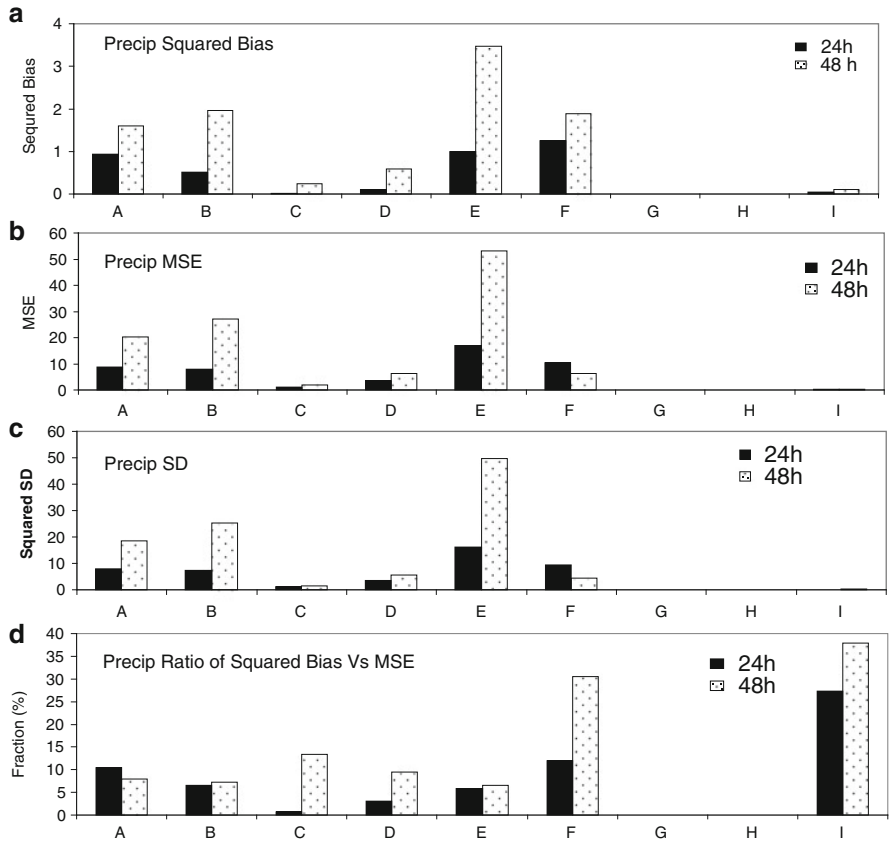 a
Precip Squared Bias
24h
48 h
Sequred Bias
4
3
2
1
0
A B C D E F G H I
b
Precip MSE
24h
48h
MSE
60
50
40
30
20
10
0
A B C D E F G H I
c
Precip SD
24h
48h
Squared SD
60
50
40
30
20
10
0
A B C D E F G H I
d
Precip Ratio of Squared Bias Vs MSE
24h
48h
Fraction (%)
40
35
30
25
20
15
10
5
0
A B C D E F G H I